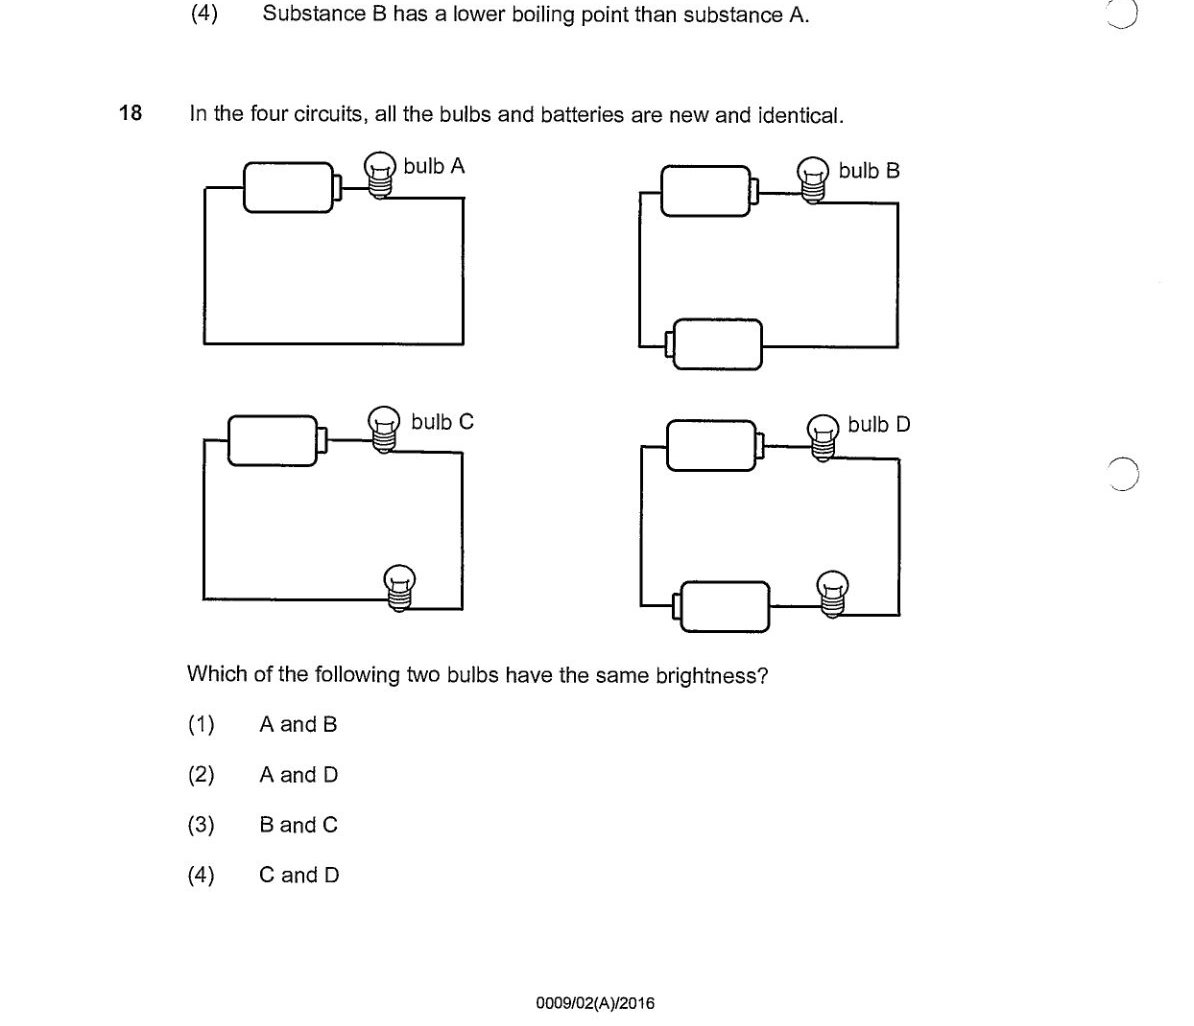 (4) Substance B has a lower boiling point than substance A.
18 In the four circuits, all the bulbs and batteries are new and identical.
bulb A
bulb B
bulb C
bulb D
Which of the following two bulbs have the same brightness?
(1) A and B
(2) A and D
(3) B and C
(4) C and D
0009/02(A)/2016